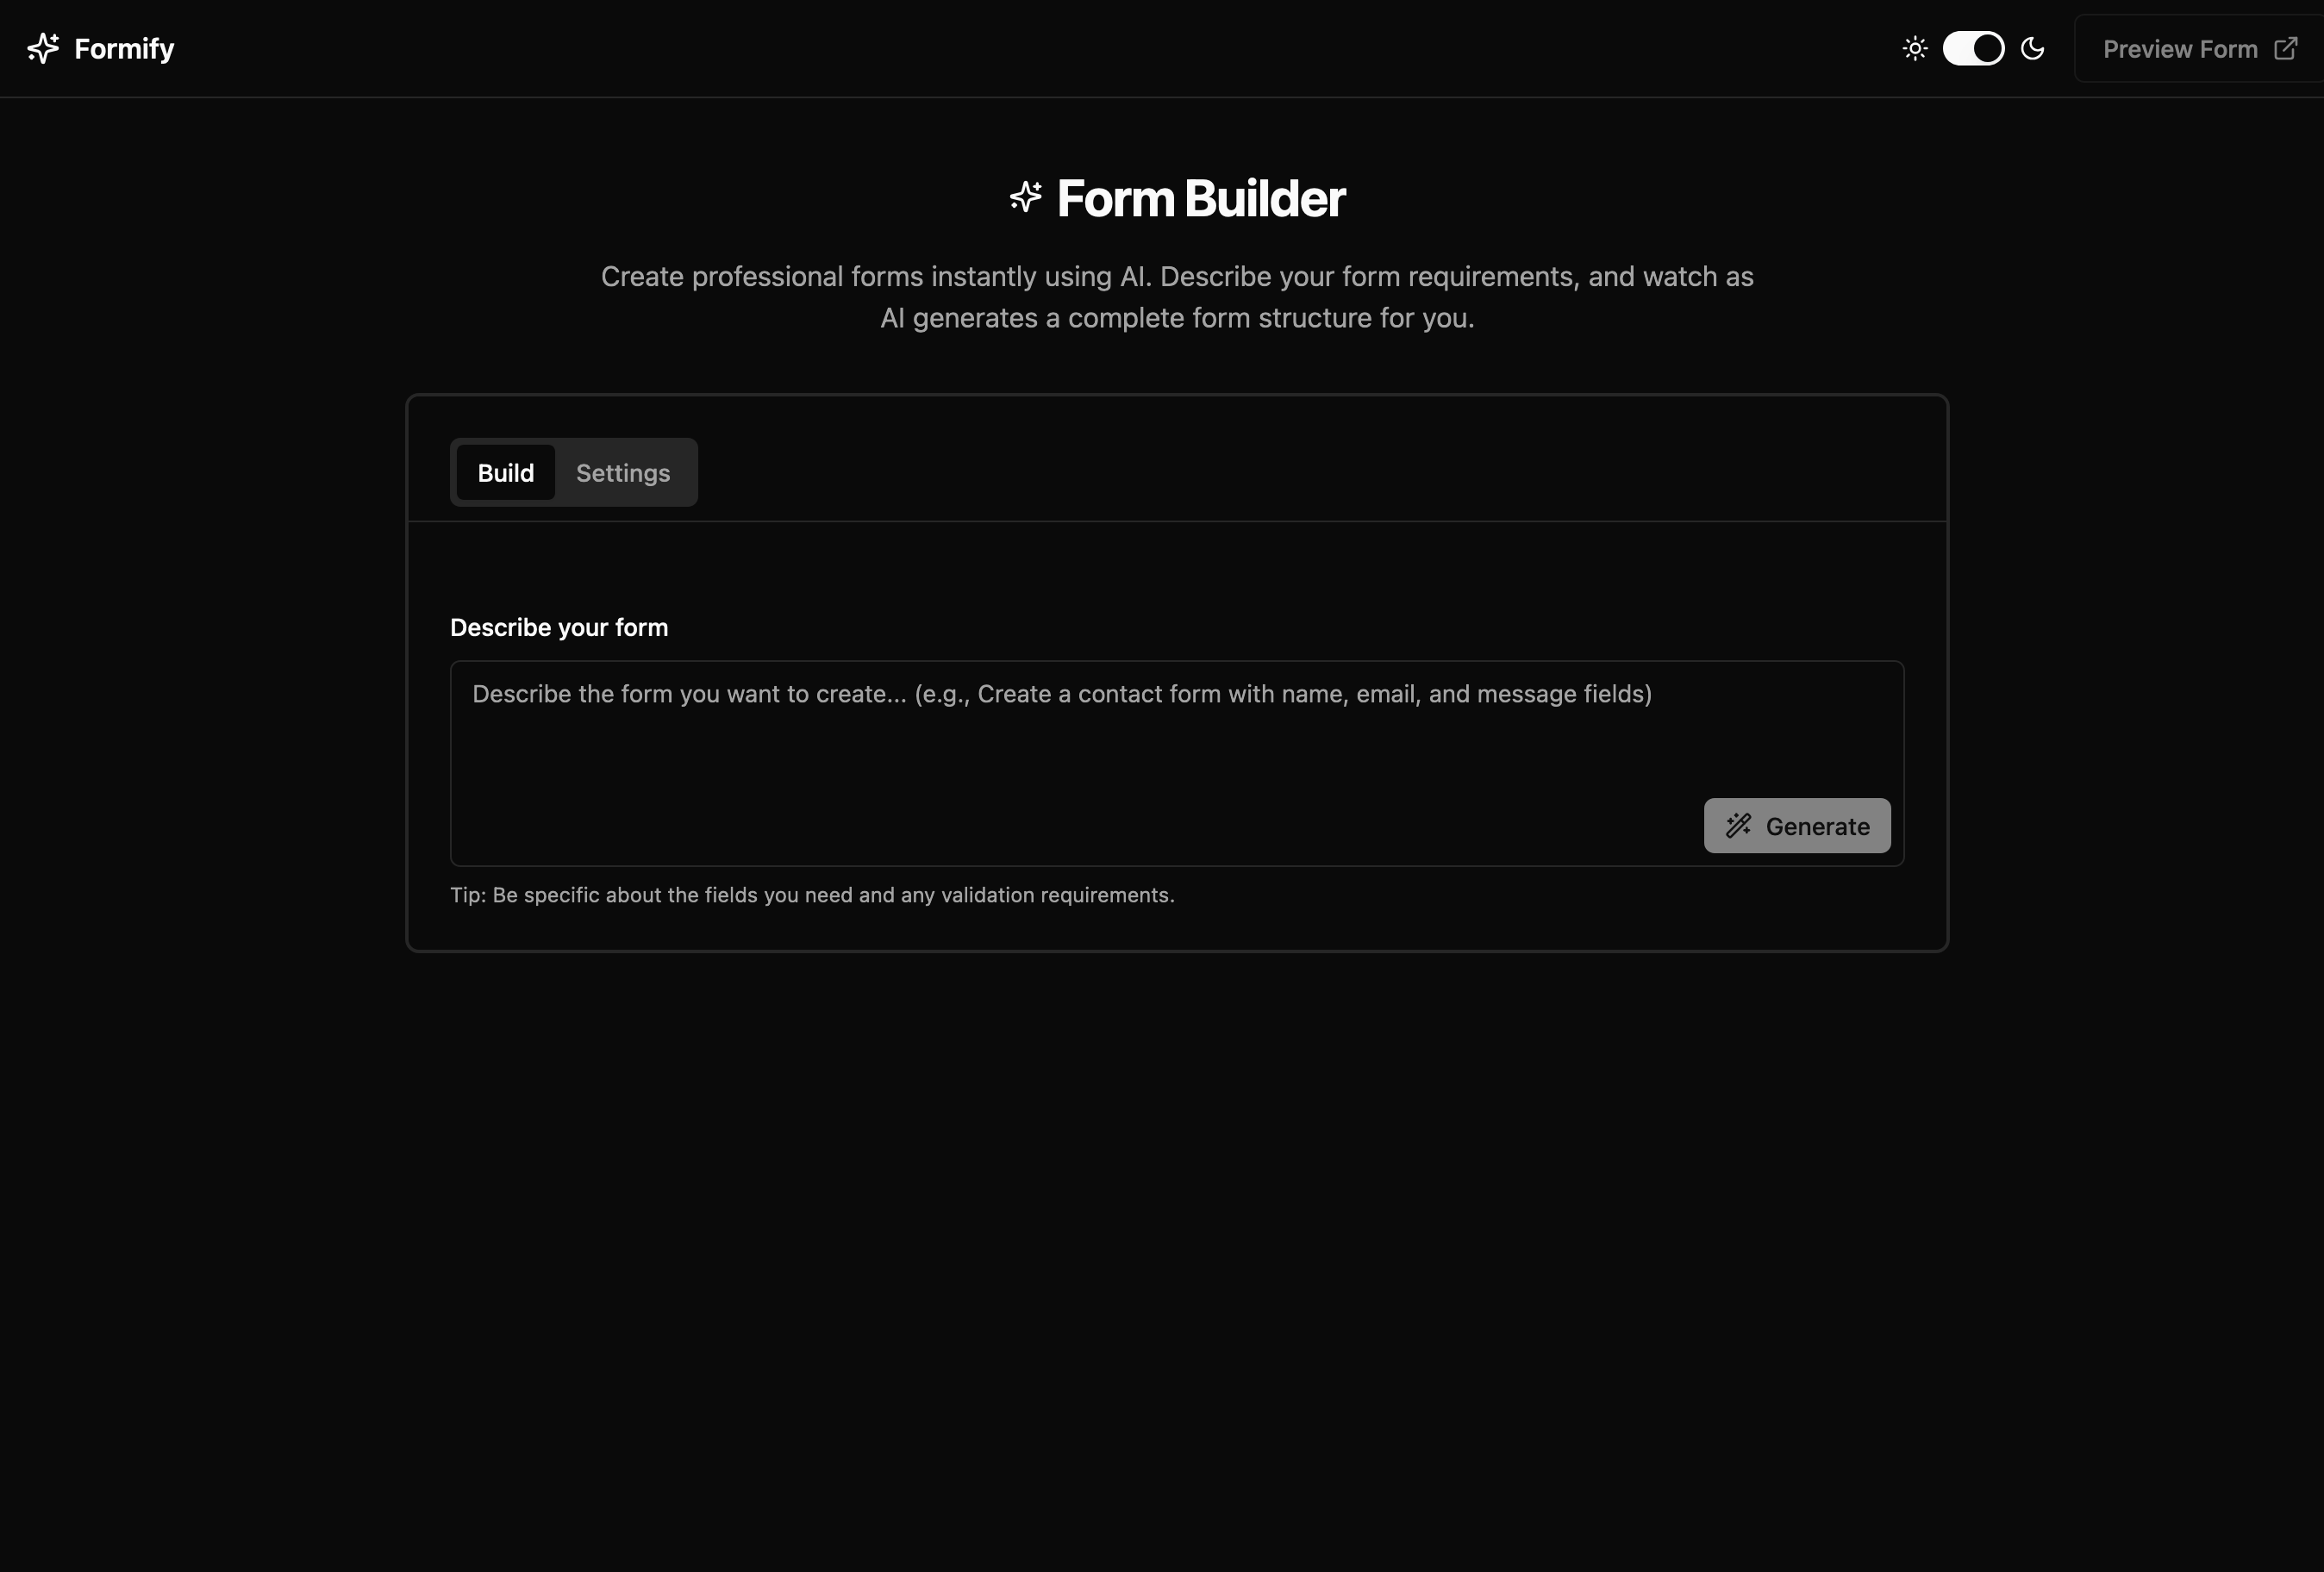 Formify
Preview Form
Form Builder
Create professional forms instantly using AI. Describe your form requirements, and watch as
AI generates a complete form structure for you.
Build
Settings
Describe your form
Describe the form you want to create... (e.g., Create a contact form with name, email, and message fields)
Generate
Tip: Be specific about the fields you need and any validation requirements.